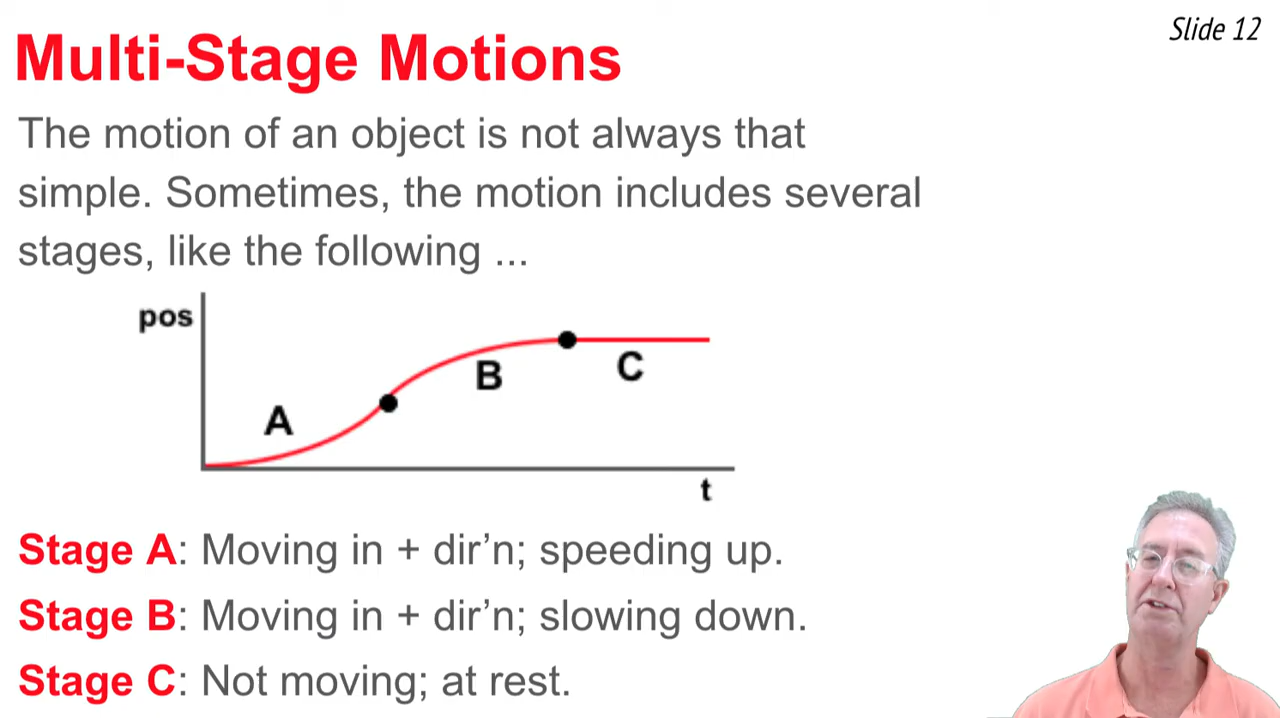 Slide 12
Multi-Stage Motions
The motion of an object is not always that
simple. Sometimes, the motion includes several
stages, like the following ...
pos
A
B
C
t
Stage A: Moving in + dir’n; speeding up.
Stage B: Moving in + dir’n; slowing down.
Stage C: Not moving; at rest.